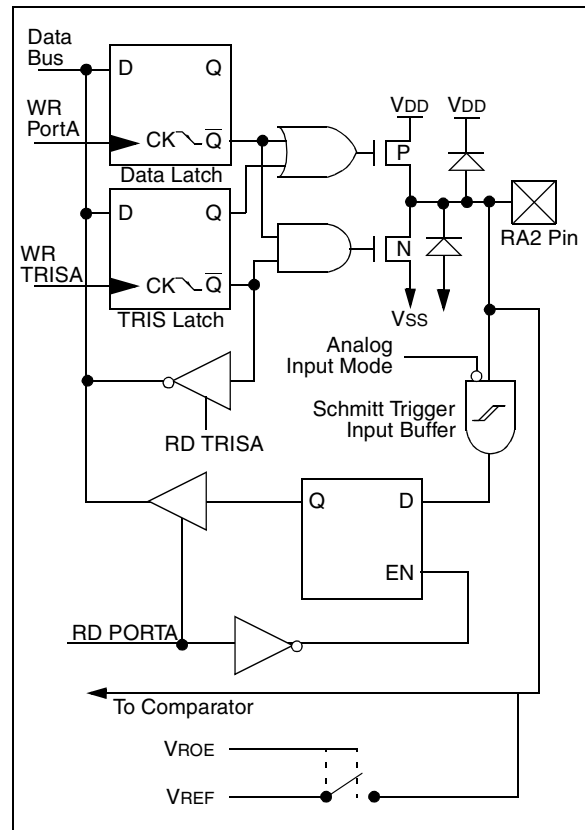 Data
Bus
D
Q
VDD
VDD
WR
PortA
CK
Q
P
Data Latch
D
Q
RA2 Pin
WR
TRISA
CK
Q
N
TRIS Latch
VSS
Analog
Input Mode
Schmitt Trigger
Input Buffer
RD TRISA
Q
D
EN
RD PORTA
To Comparator
VROE
VREF